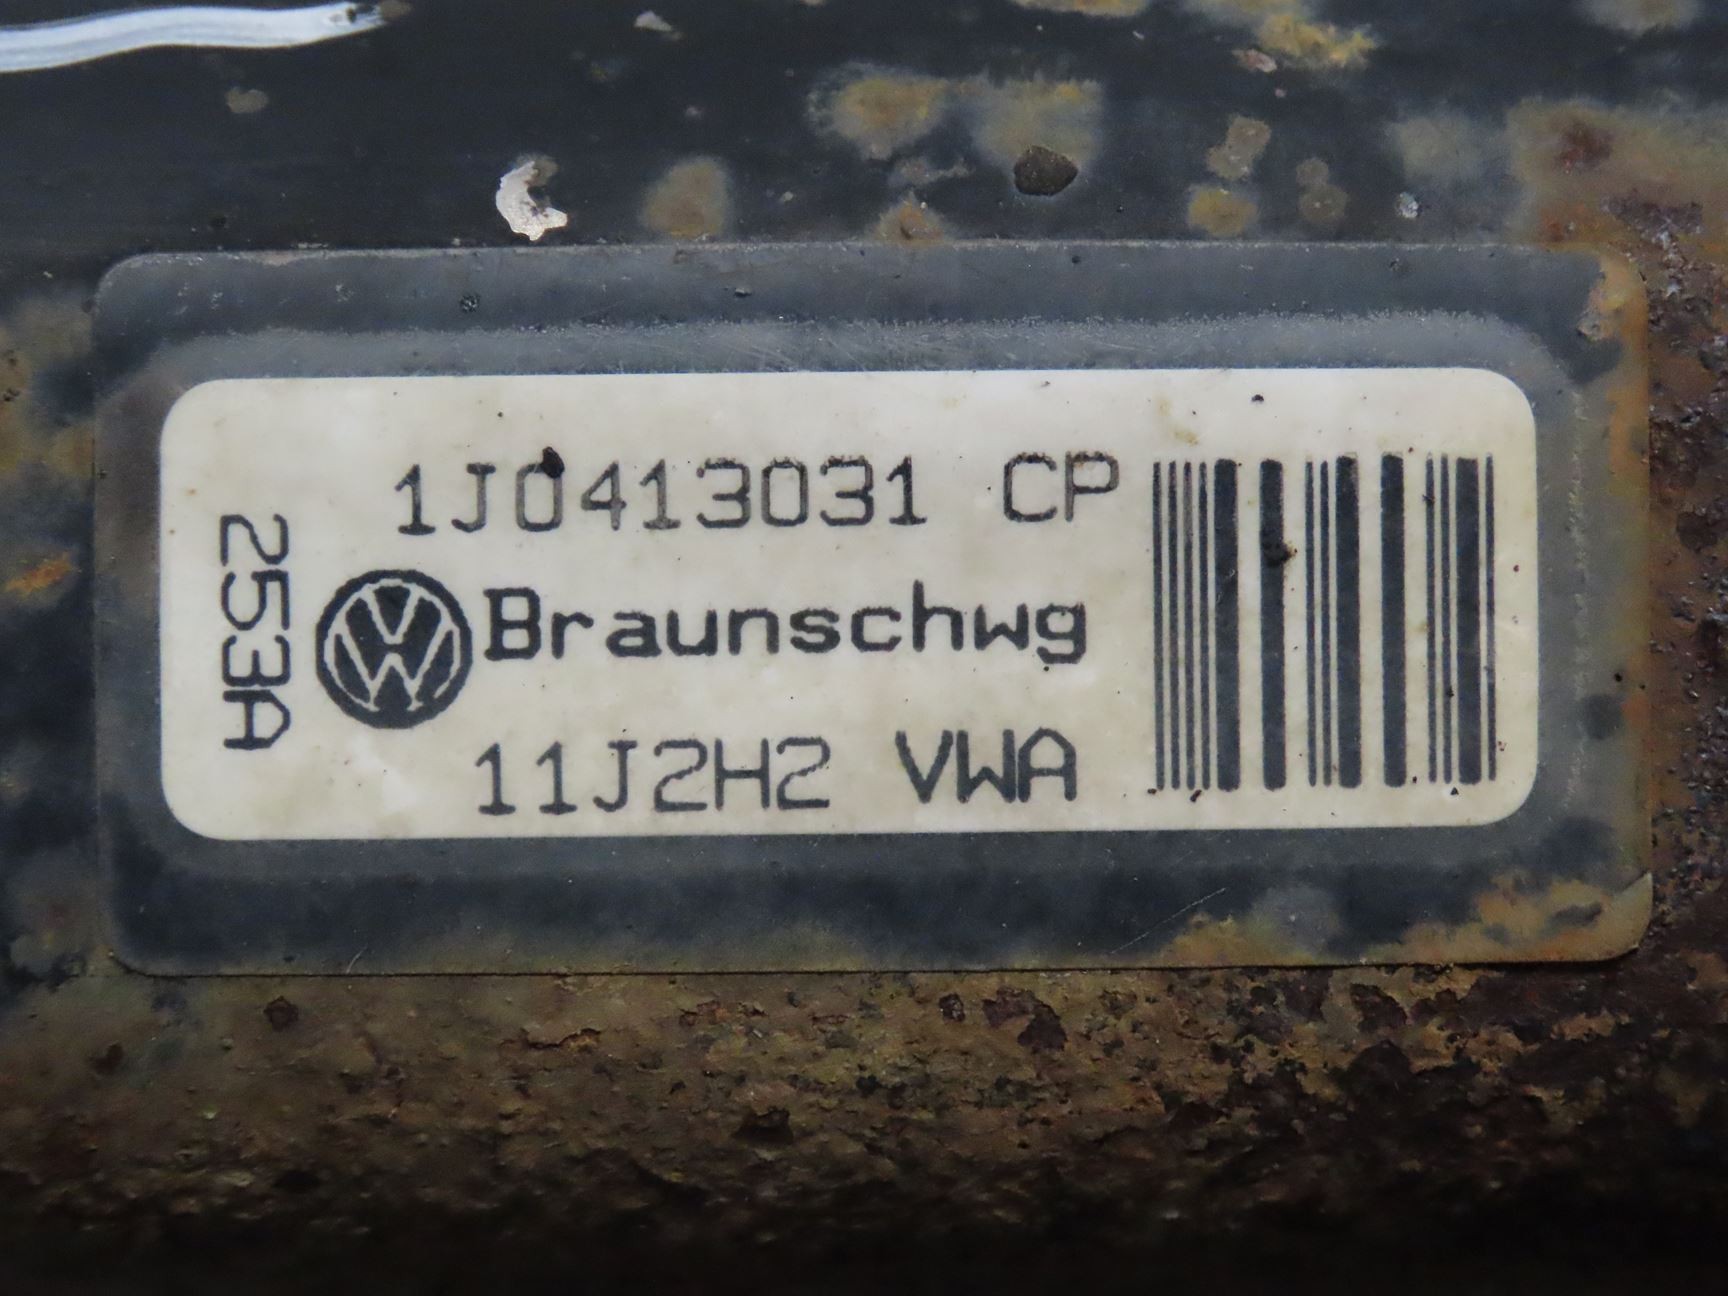 1J0413031 CP
253A
Braunschwg
11J2H2 VWA